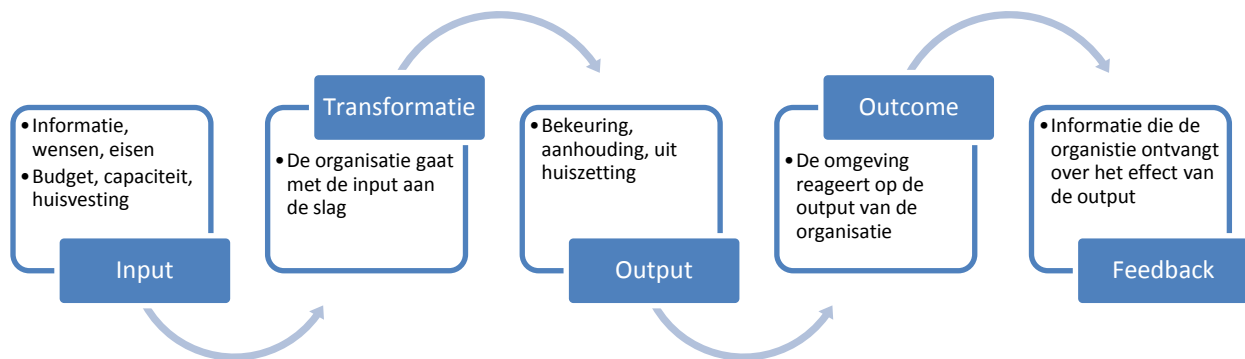 •Informatie,
wensen, eisen
•Budget, capaciteit,
huisvesting
Input
Transformatie
•De organisatie gaat
met de input aan
de slag
•Bekeuring,
aanhouding, uit
huiszetting
Output
Outcome
•De omgeving
reageert op de
output van de
organisatie
•Informatie die de
organistie ontvangt
over het effect van
de output
Feedback